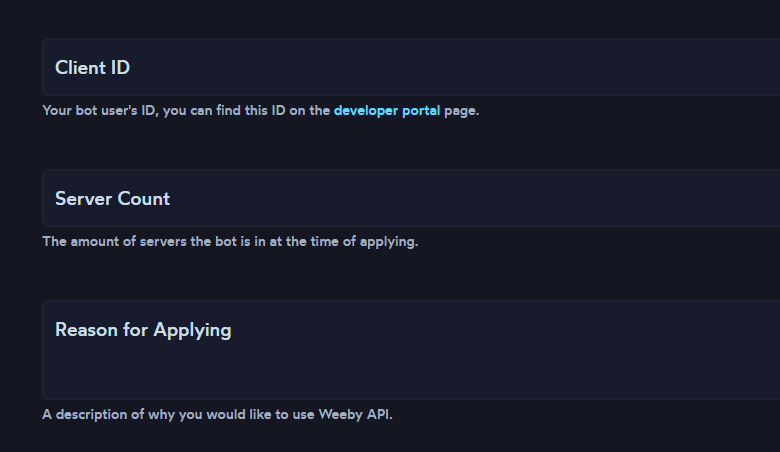 Client ID
Your bot user's ID, you can find this ID on the developer portal page.
Server Count
The amount of servers the bot is in at the time of applying.
Reason for Applying
A description of why you would like to use Weeby API.